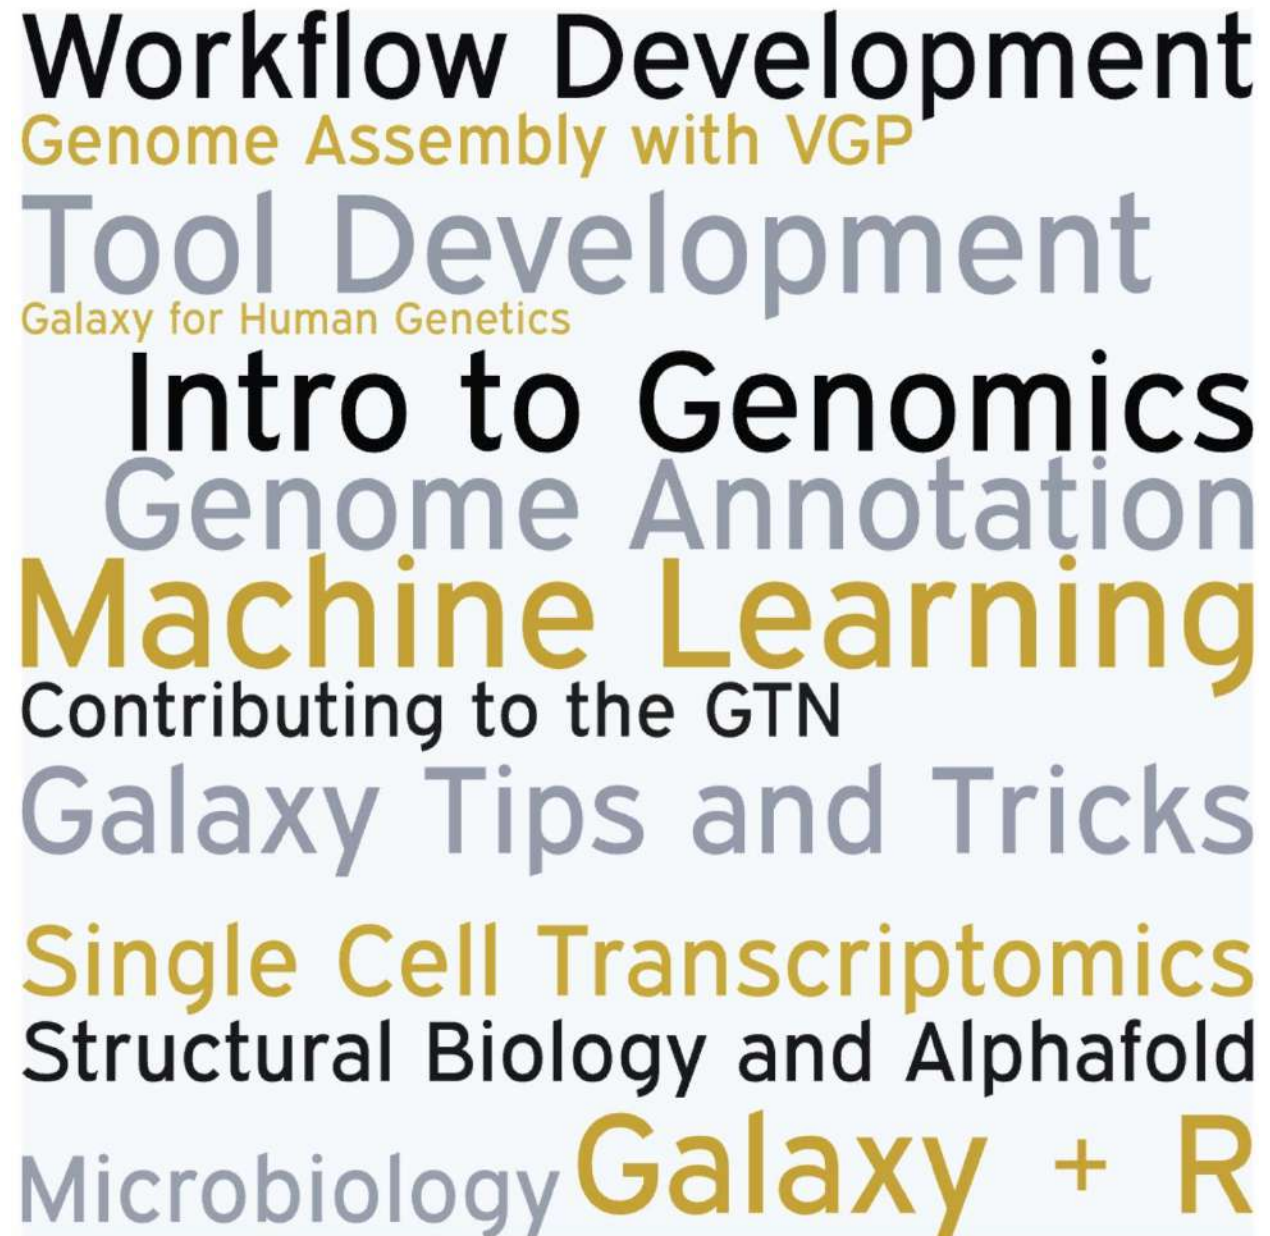 Workflow Development
Genome Assembly with VGP
Tool Development
Galaxy for Human Genetics
Intro to Genomics
Genome Annotation
Machine Learning
Contributing to the GTN
Galaxy Tips and Tricks
Single Cell Transcriptomics
Structural Biology and Alphafold
Microbiology Galaxy + R